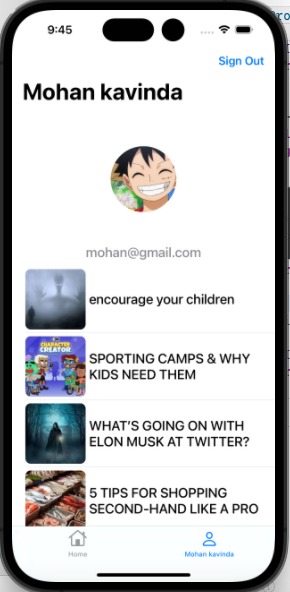 9:45
Sign Out
Mohan kavinda
mohan@gmail.com
encourage your children
CHARACTER
CREATOR
SPORTING CAMPS & WHY
KIDS NEED THEM
WHAT'S GOING ON WITH
ELON MUSK AT TWITTER?
5 TIPS FOR SHOPPING
SECOND-HAND LIKE A PRO
Home
Mohan kavinda